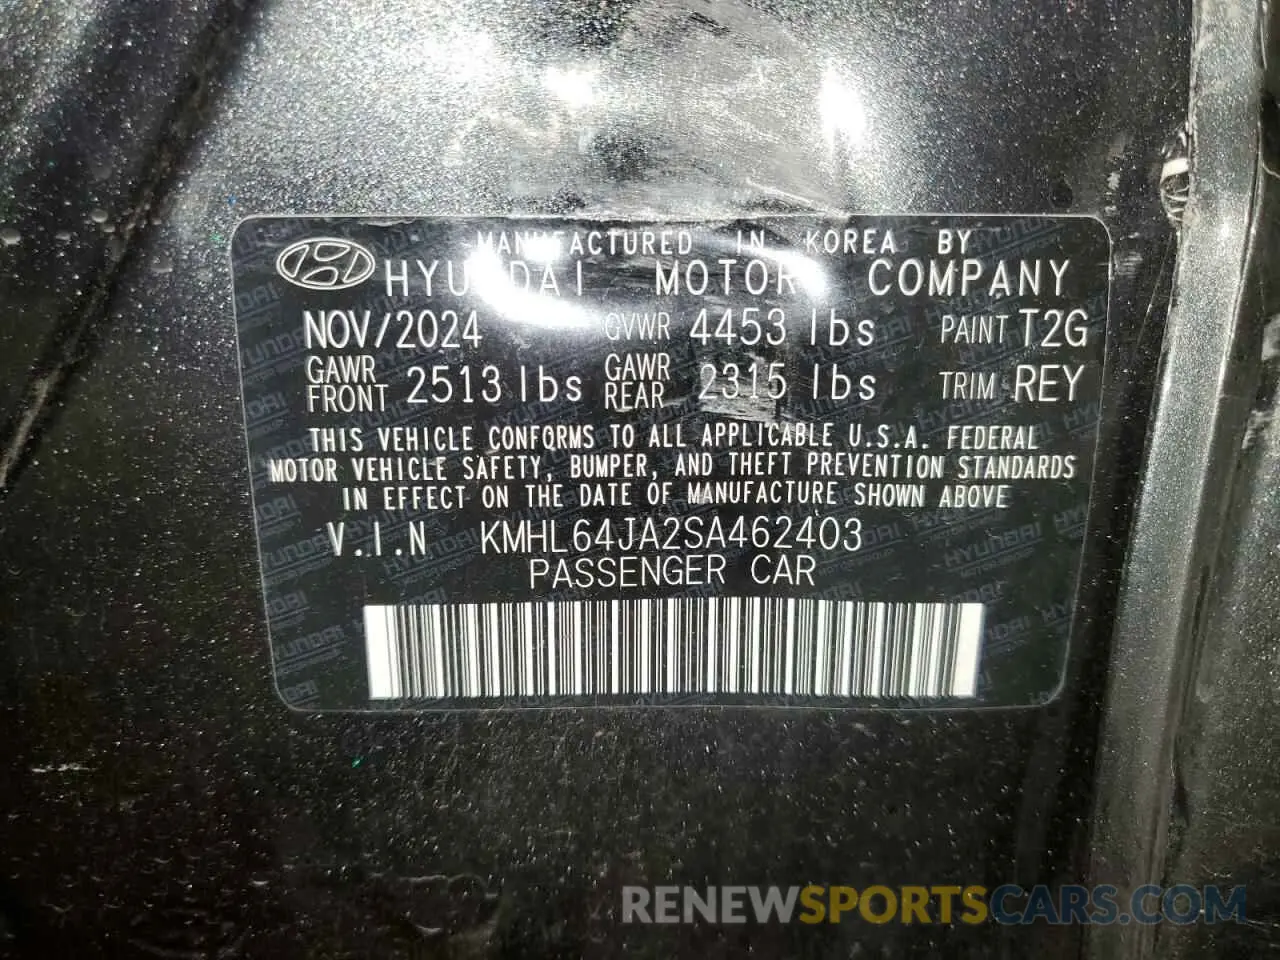 MANUFACTURED IN KOREA BY
HYUNDAI MOTOR COMPANY
NOV/2024 GVWR 4453 lbs PAINT T2G
GAWR FRONT 2513 lbs GAWR REAR 2315 lbs TRIM REY
THIS VEHICLE CONFORMS TO ALL APPLICABLE U.S.A. FEDERAL
MOTOR VEHICLE SAFETY, BUMPER, AND THEFT PREVENTION STANDARDS
IN EFFECT ON THE DATE OF MANUFACTURE SHOWN ABOVE
V.I.N KMHL64JA2SA462403
PASSENGER CAR
RENEWSPORTSCARS.COM